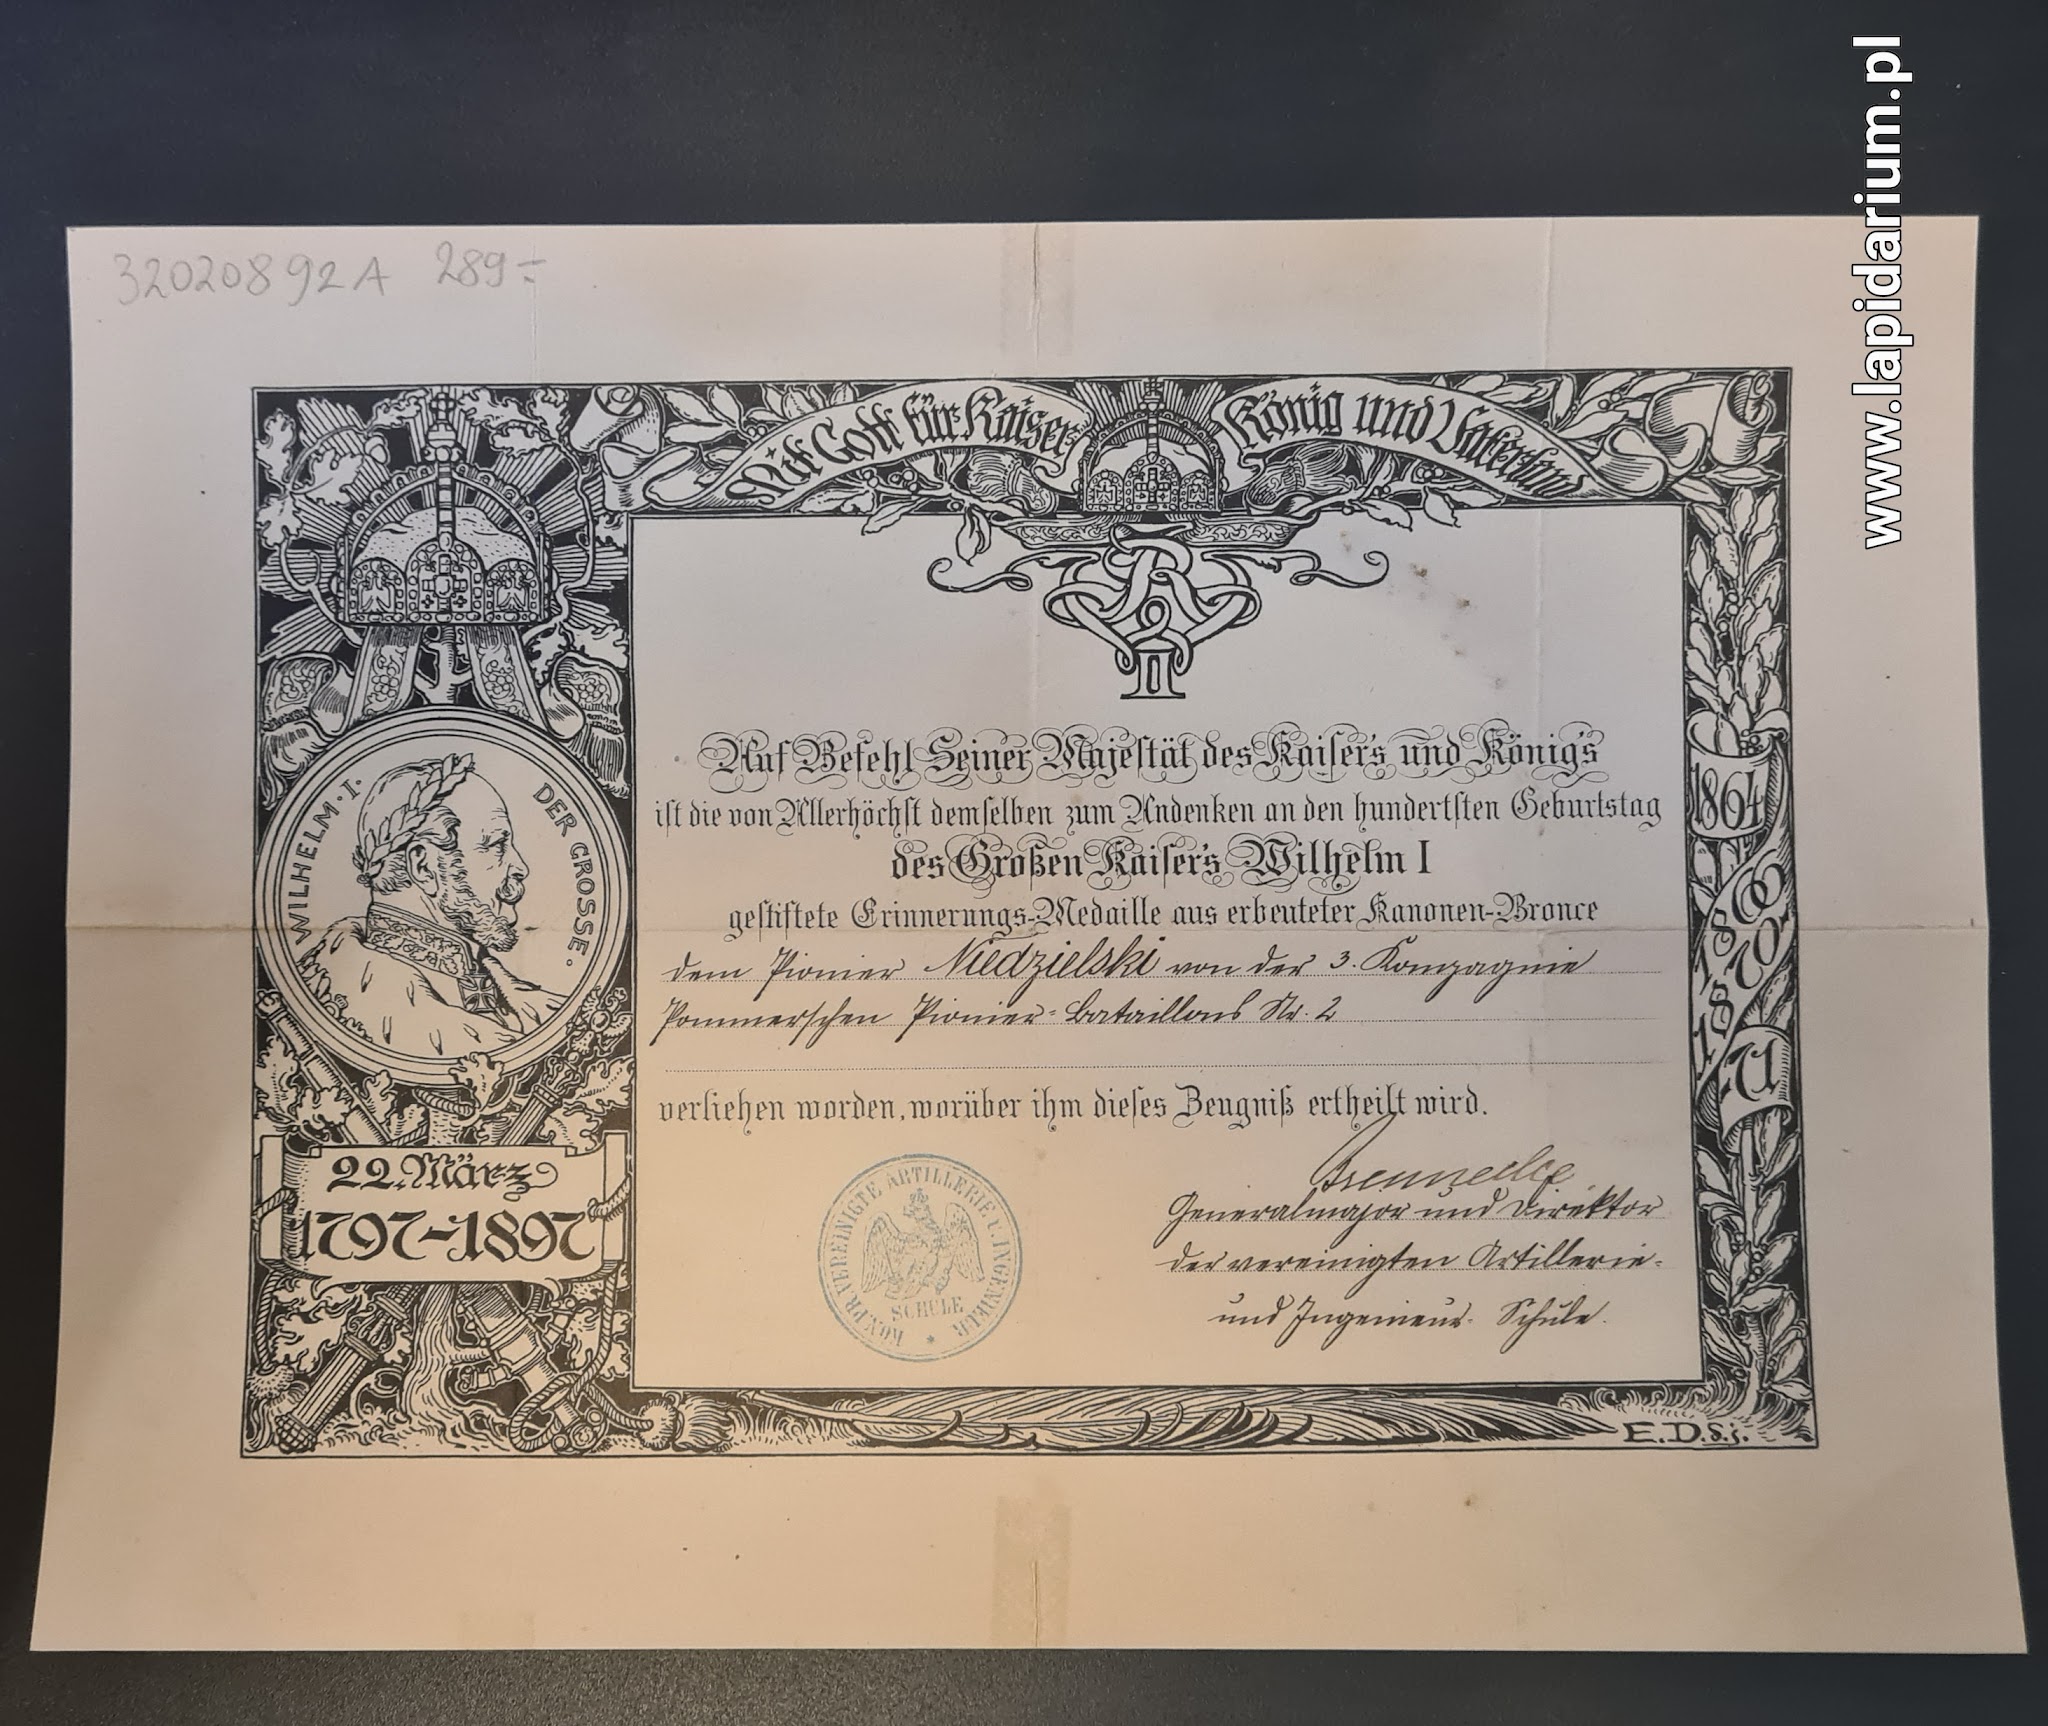 www.lapidarium.pl
32020892A 289.-
Mit Gott für Kaiser
König und Vaterland
WILHELM·I· DER GROSSE.
22. März
1797-1897
Auf Befehl Seiner Majestät des Kaisers und Königs
ist die von Allerhöchst demselben zum Andenken an den hundertsten Geburtstag
des Großen Kaisers Wilhelm I
gestiftete Erinnerungs-Medaille aus erbeuteter Kanonen-Bronce
dem Pionier Niedzielski von der 3. Kompagnie
Pommerschen Pionier-Bataillons Nr. 2
verliehen worden, worüber ihm dieses Zeugniß ertheilt wird.
Generalmajor und Direktor
der vereinigten Artillerie-
und Ingenieur-Schule.
KÖN. PR. VEREINIGTE ARTILLERIE U. INGENIEUR
SCHULE
1864
1866
1870
1871
E.D.s.j.